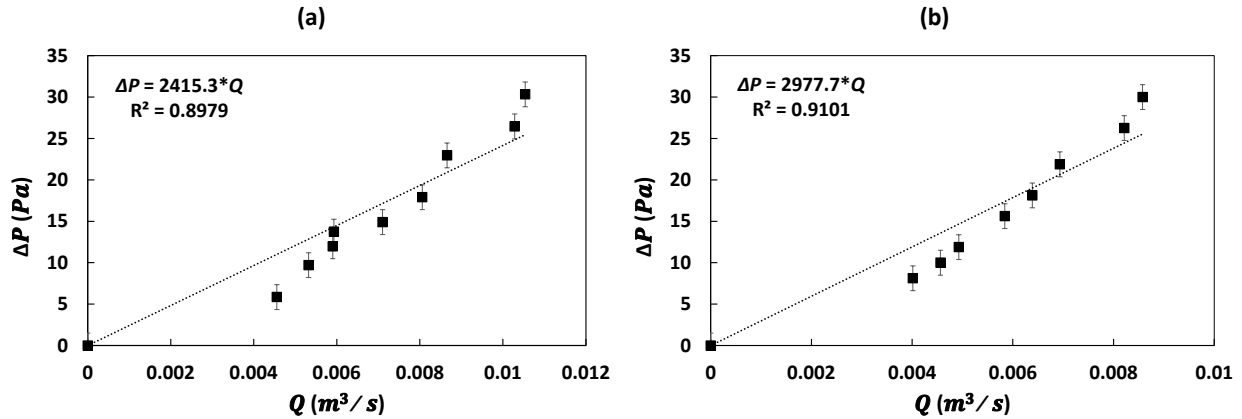 (a)
ΔP = 2415.3*Q
R² = 0.8979
ΔP (Pa)
35
30
25
20
15
10
5
0
0 0.002 0.004 0.006 0.008 0.01 0.012
Q (m³/ s)
(b)
ΔP = 2977.7*Q
R² = 0.9101
ΔP (Pa)
35
30
25
20
15
10
5
0
0 0.002 0.004 0.006 0.008 0.01
Q (m³/ s)